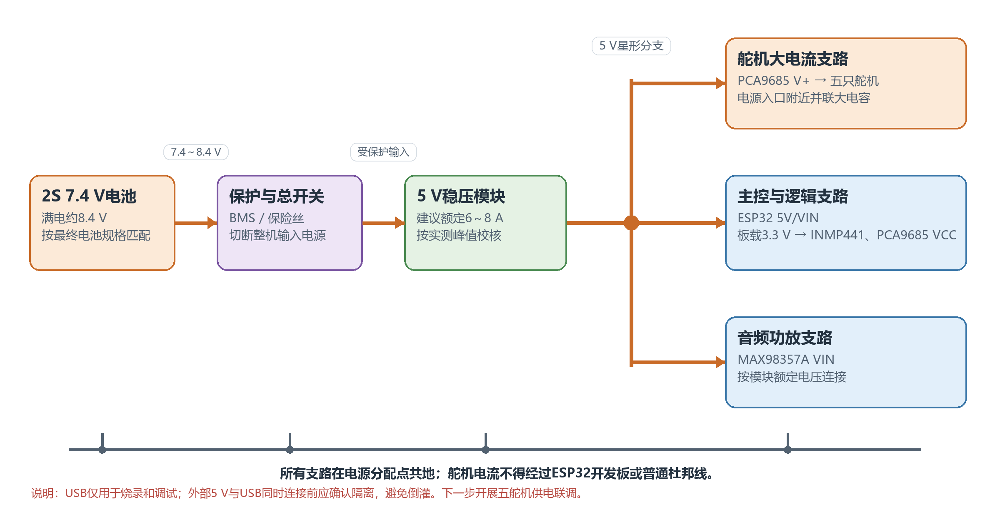 5 V星形分支
舵机大电流支路
PCA9685 V+ → 五只舵机
电源入口附近并联大电容
7.4～8.4 V
受保护输入
2S 7.4 V电池
满电约8.4 V
按最终电池规格匹配
保护与总开关
BMS / 保险丝
切断整机输入电源
5 V稳压模块
建议额定6～8 A
按实测峰值校核
主控与逻辑支路
ESP32 5V/VIN
板载3.3 V → INMP441、PCA9685 VCC
音频功放支路
MAX98357A VIN
按模块额定电压连接
所有支路在电源分配点共地；舵机电流不得经过ESP32开发板或普通杜邦线。
说明：USB仅用于烧录和调试；外部5 V与USB同时连接前应确认隔离，避免倒灌。下一步开展五舵机供电联调。